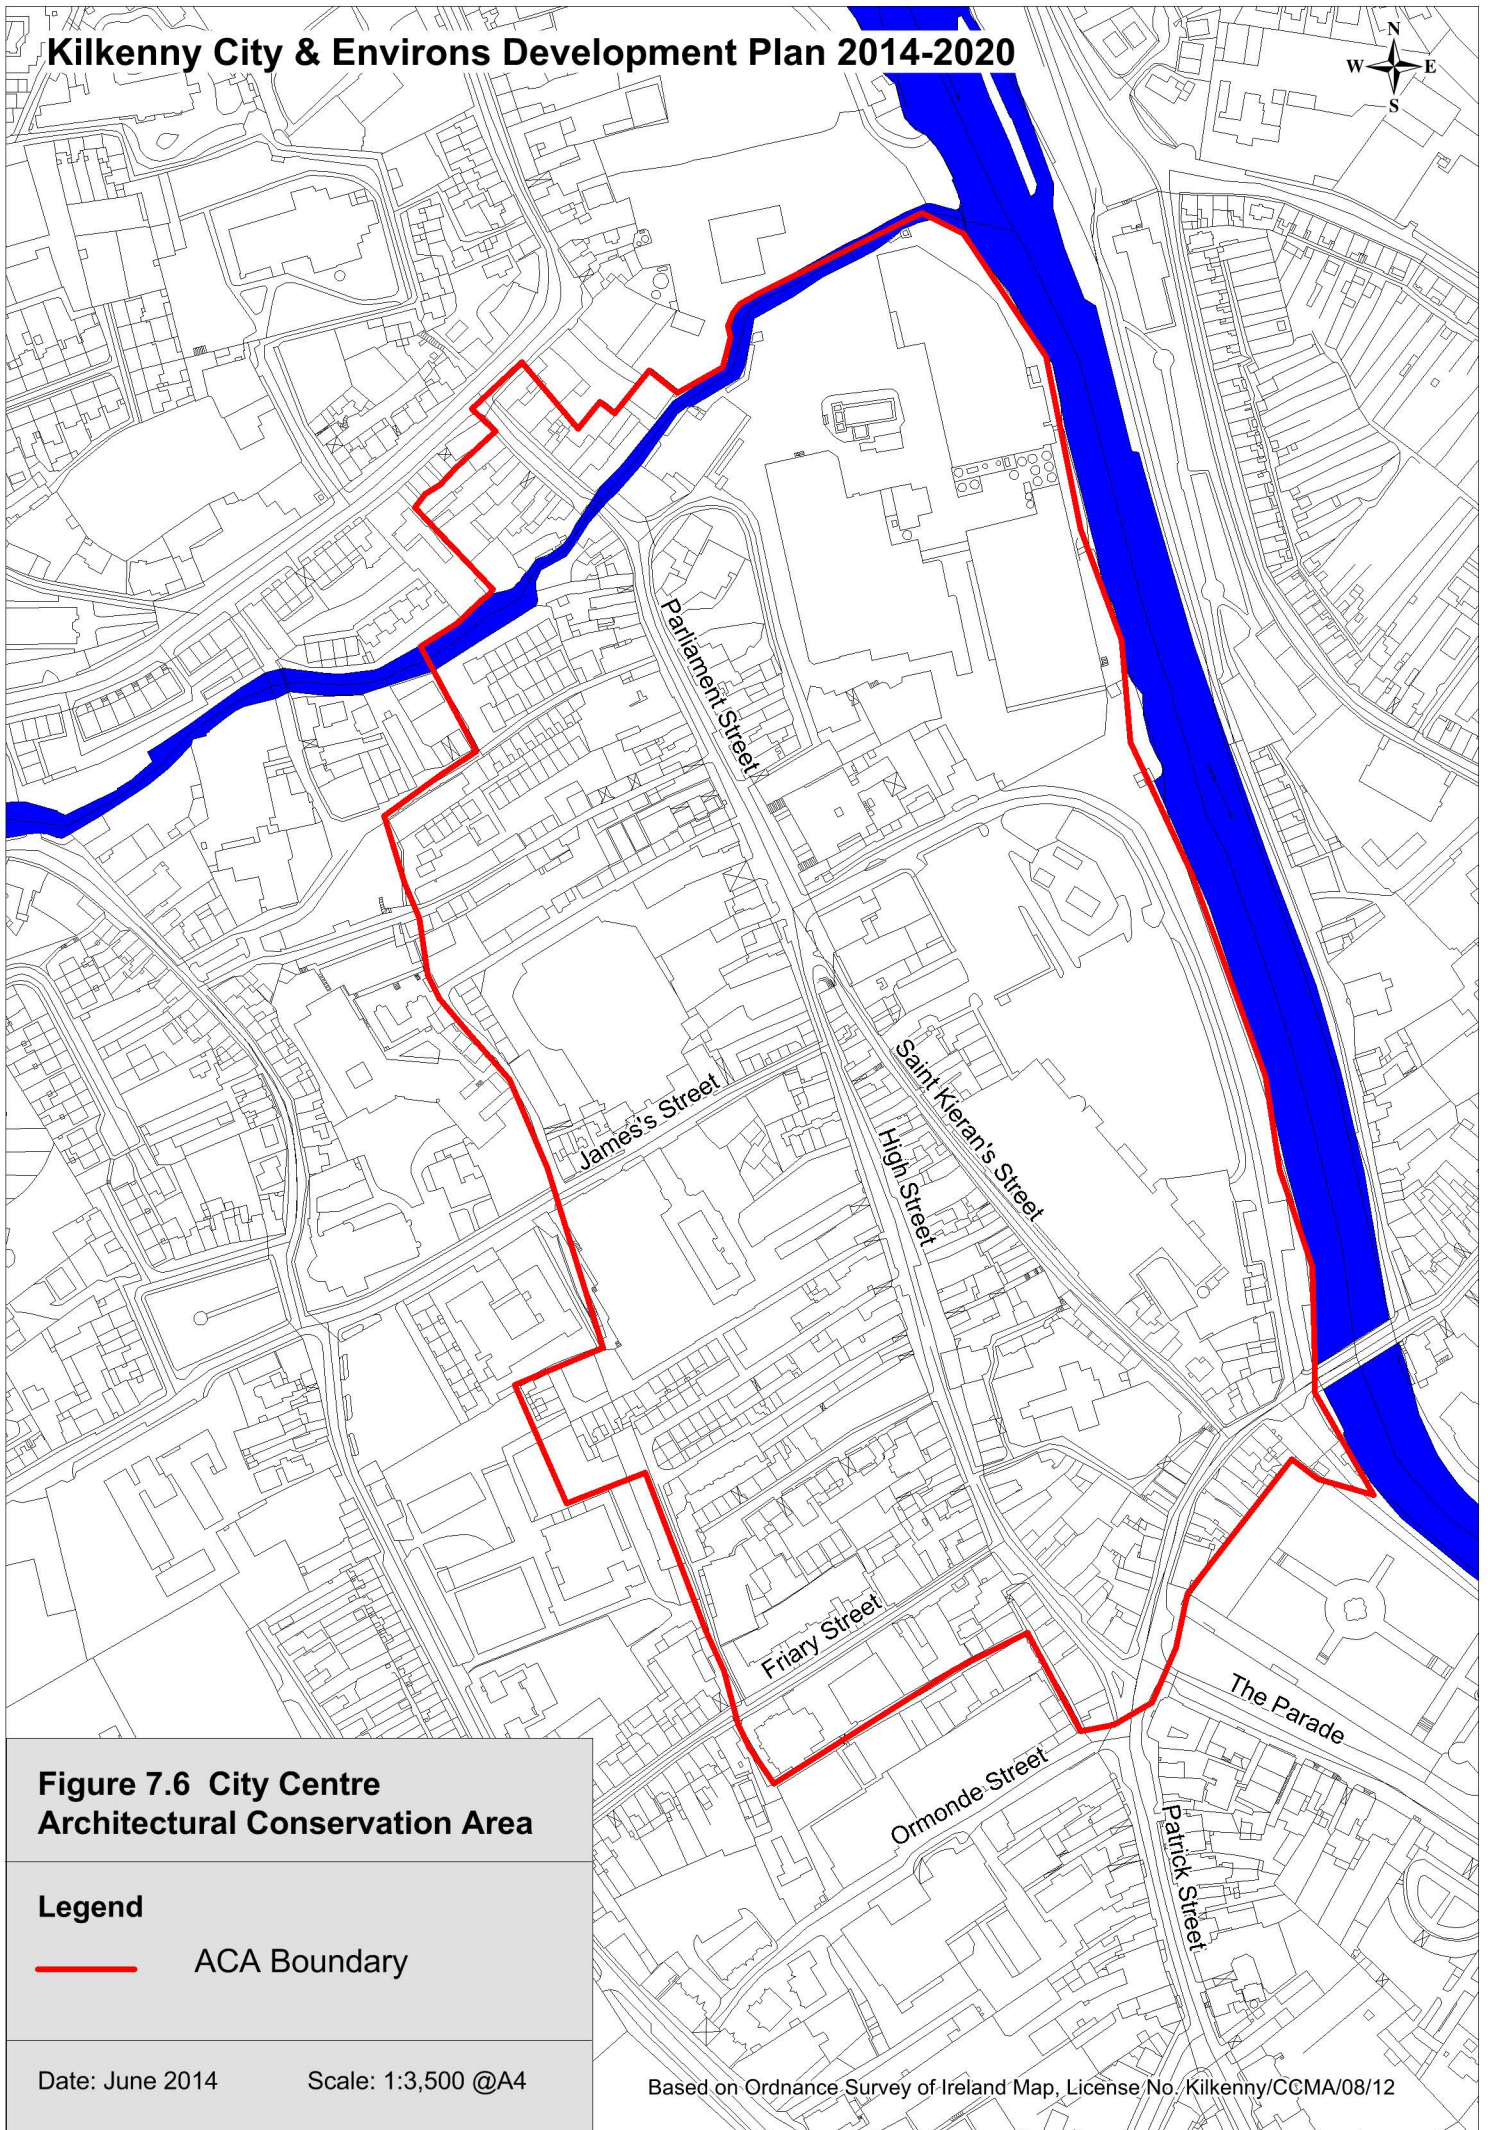 Kilkenny City & Environs Development Plan 2014-2020
N
W E
S
Parliament Street
Saint Kieran's Street
James's Street
High Street
Friary Street
The Parade
Ormonde Street
Patrick Street
Figure 7.6 City Centre
Architectural Conservation Area
Legend
ACA Boundary
Date: June 2014 Scale: 1:3,500 @A4
Based on Ordnance Survey of Ireland Map, License No. Kilkenny/CCMA/08/12